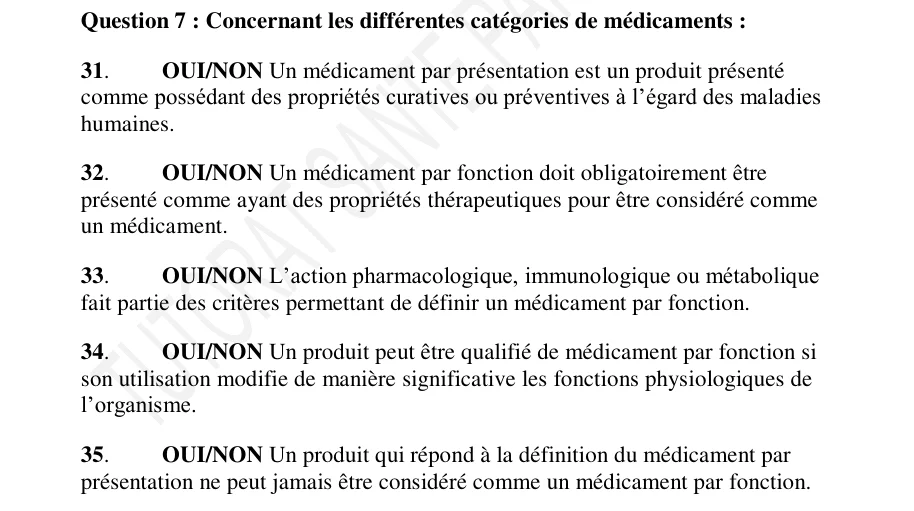 Question 7 : Concernant les différentes catégories de médicaments :
31. OUI/NON Un médicament par présentation est un produit présenté
comme possédant des propriétés curatives ou préventives à l’égard des maladies
humaines.
32. OUI/NON Un médicament par fonction doit obligatoirement être
présenté comme ayant des propriétés thérapeutiques pour être considéré comme
un médicament.
33. OUI/NON L’action pharmacologique, immunologique ou métabolique
fait partie des critères permettant de définir un médicament par fonction.
34. OUI/NON Un produit peut être qualifié de médicament par fonction si
son utilisation modifie de manière significative les fonctions physiologiques de
l’organisme.
35. OUI/NON Un produit qui répond à la définition du médicament par
présentation ne peut jamais être considéré comme un médicament par fonction.